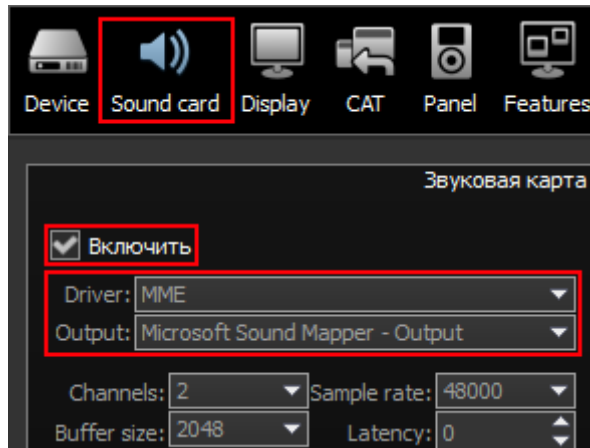 Device Sound card Display CAT Panel Features
Звуковая карта
Включить
Driver: MME
Output: Microsoft Sound Mapper - Output
Channels: 2 Sample rate: 48000
Buffer size: 2048 Latency: 0